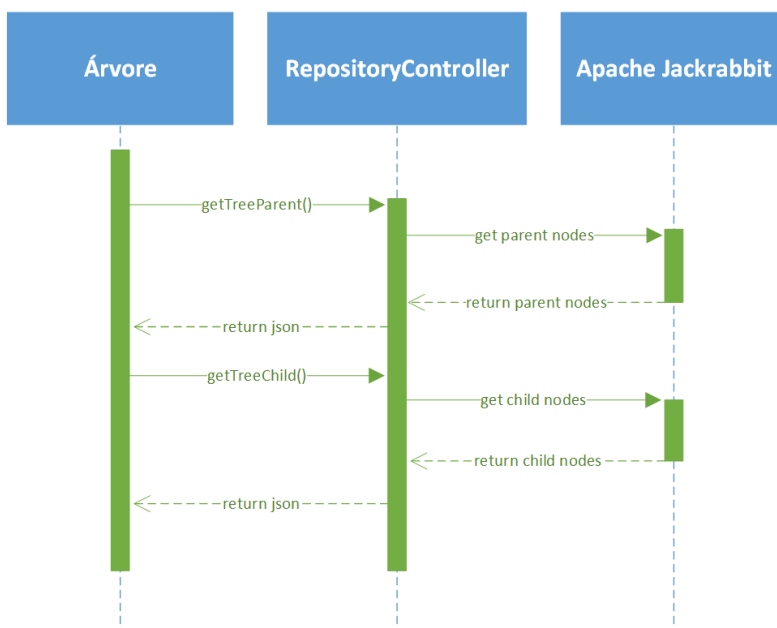 Árvore
RepositoryController
Apache Jackrabbit
getTreeParent()
get parent nodes
return parent nodes
return json
getTreeChild()
get child nodes
return child nodes
return json